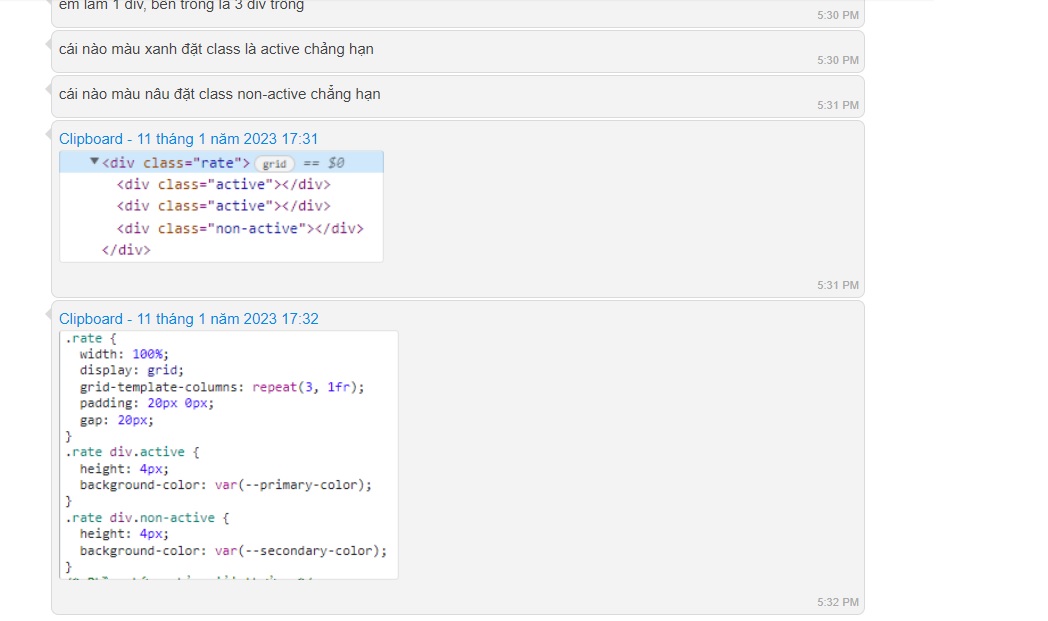 em làm 1 div, bên trong là 3 div trống
5:30 PM
cái nào màu xanh đặt class là active chảng hạn
5:30 PM
cái nào màu nâu đặt class non-active chẳng hạn
5:31 PM
Clipboard - 11 tháng 1 năm 2023 17:31
▼<div class="rate"> grid == $0
<div class="active"></div>
<div class="active"></div>
<div class="non-active"></div>
</div>
5:31 PM
Clipboard - 11 tháng 1 năm 2023 17:32
.rate {
width: 100%;
display: grid;
grid-template-columns: repeat(3, 1fr);
padding: 20px 0px;
gap: 20px;
}
.rate div.active {
height: 4px;
background-color: var(--primary-color);
}
.rate div.non-active {
height: 4px;
background-color: var(--secondary-color);
}
5:32 PM